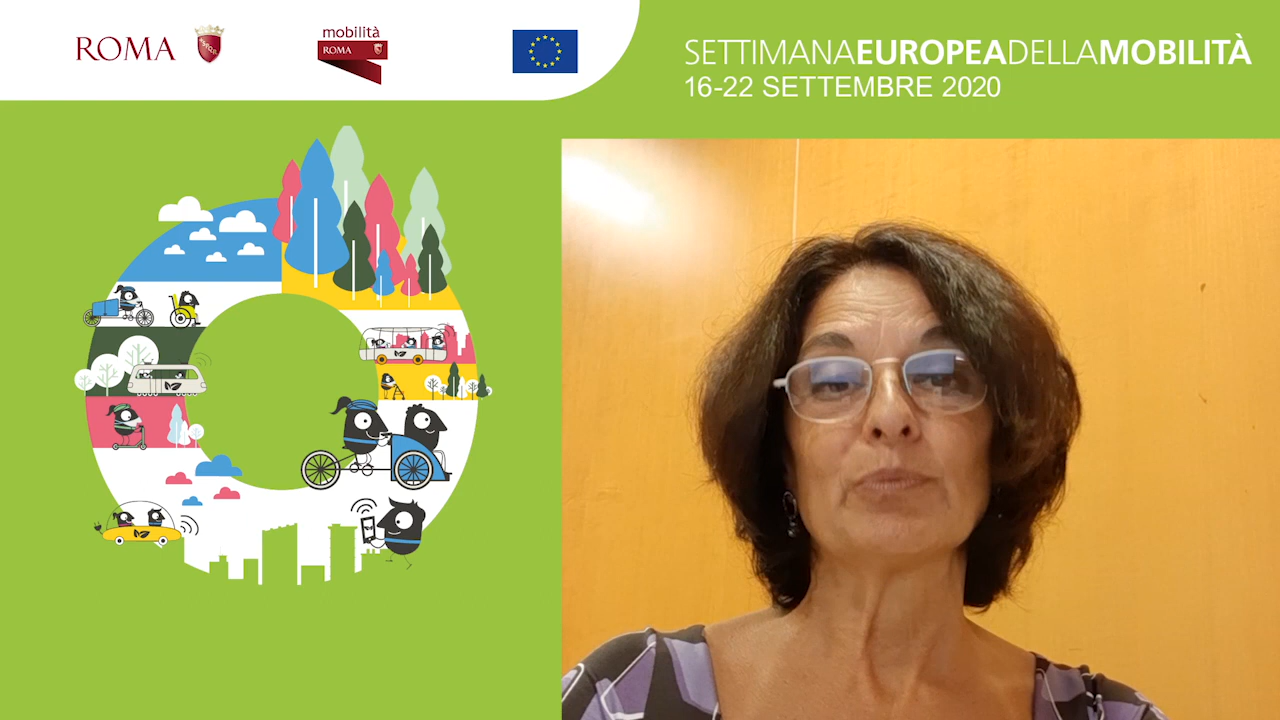 ROMA
mobilità
ROMA
SETTIMANAEUROPEADELLAMOBILITÀ
16-22 SETTEMBRE 2020